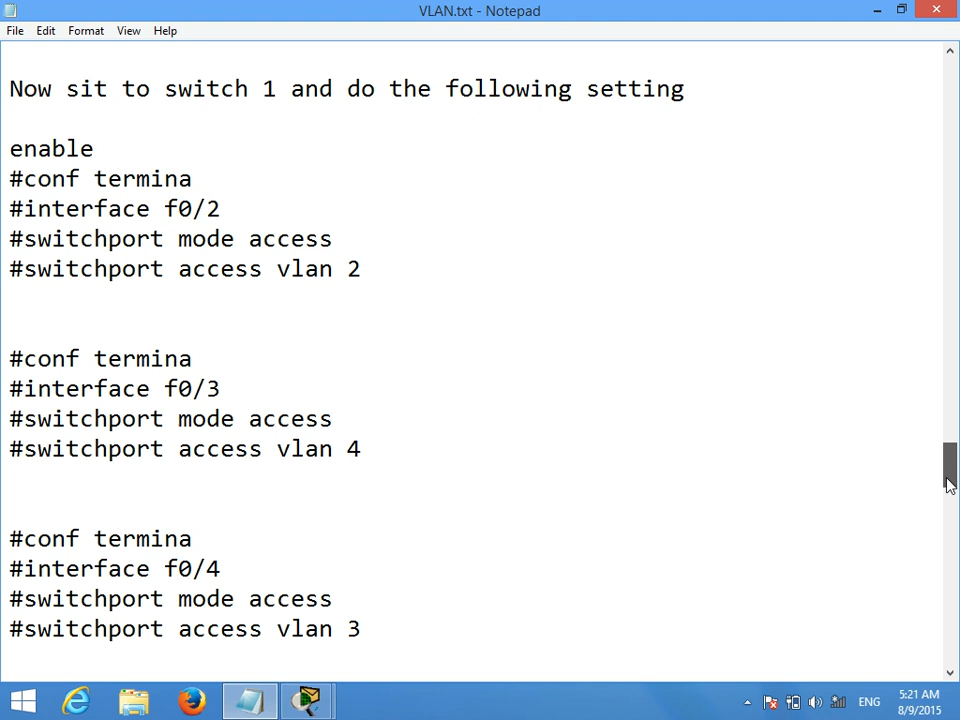 VLAN.txt - Notepad
File Edit Format View Help
Now sit to switch 1 and do the following setting
enable
#conf termina
#interface f0/2
#switchport mode access
#switchport access vlan 2
#conf termina
#interface f0/3
#switchport mode access
#switchport access vlan 4
#conf termina
#interface f0/4
#switchport mode access
#switchport access vlan 3
ENG
5:21 AM
8/9/2015